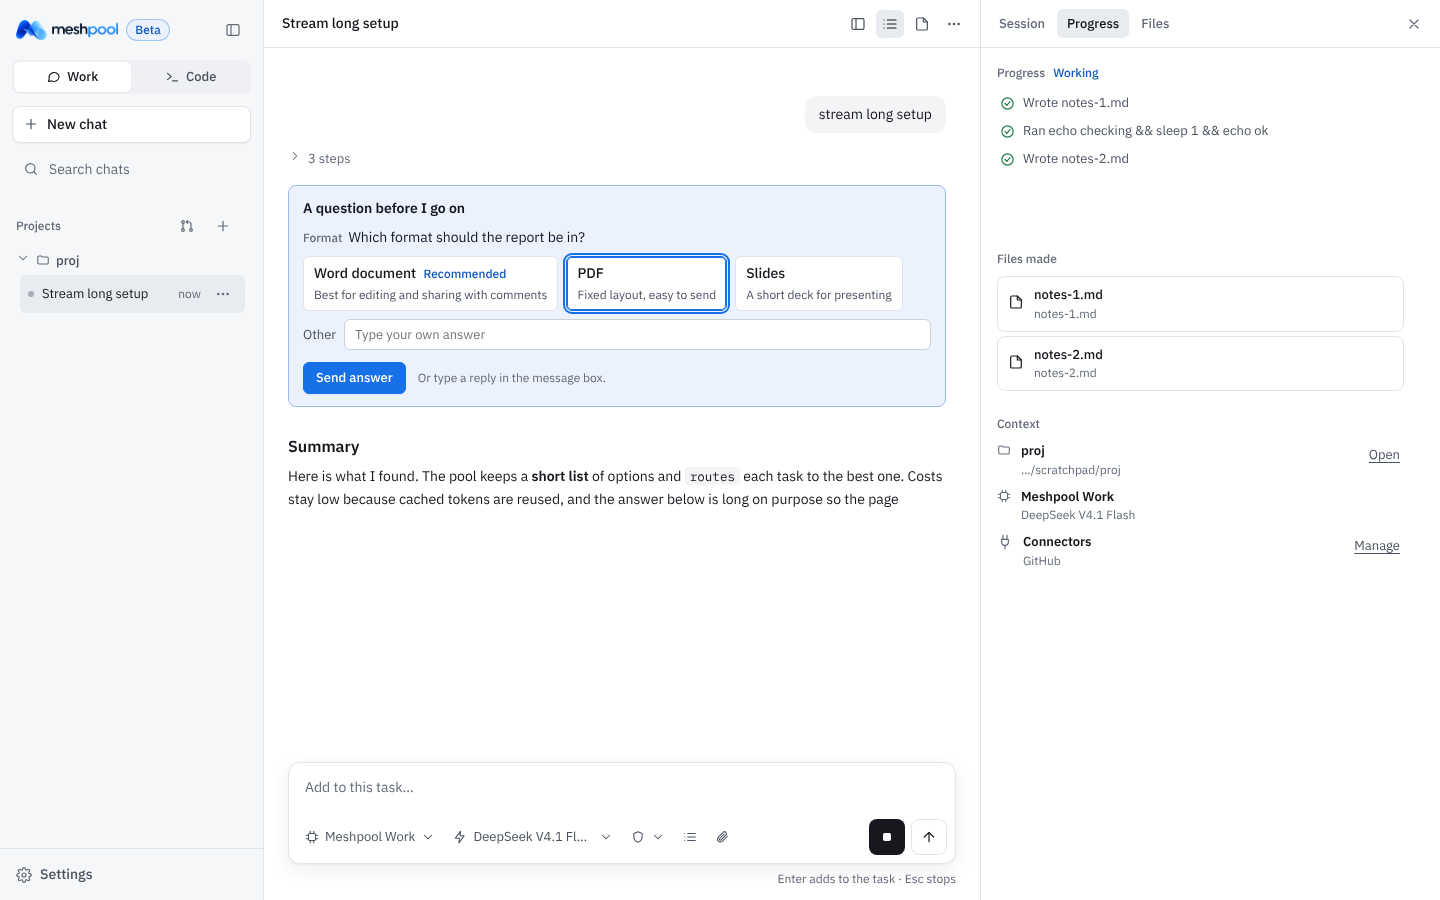 meshpool Beta
Work
Code
New chat
Search chats
Projects
proj
Stream long setup now
Settings
Stream long setup
stream long setup
3 steps
A question before I go on
Format Which format should the report be in?
Word document Recommended
Best for editing and sharing with comments
PDF
Fixed layout, easy to send
Slides
A short deck for presenting
Other Type your own answer
Send answer Or type a reply in the message box.
Summary
Here is what I found. The pool keeps a short list of options and routes each task to the best one. Costs
stay low because cached tokens are reused, and the answer below is long on purpose so the page
Add to this task...
Meshpool Work DeepSeek V4.1 Fl...
Enter adds to the task · Esc stops
Session Progress Files
Progress Working
Wrote notes-1.md
Ran echo checking && sleep 1 && echo ok
Wrote notes-2.md
Files made
notes-1.md
notes-1.md
notes-2.md
notes-2.md
Context
proj
.../scratchpad/proj
Open
Meshpool Work
DeepSeek V4.1 Flash
Connectors
GitHub
Manage